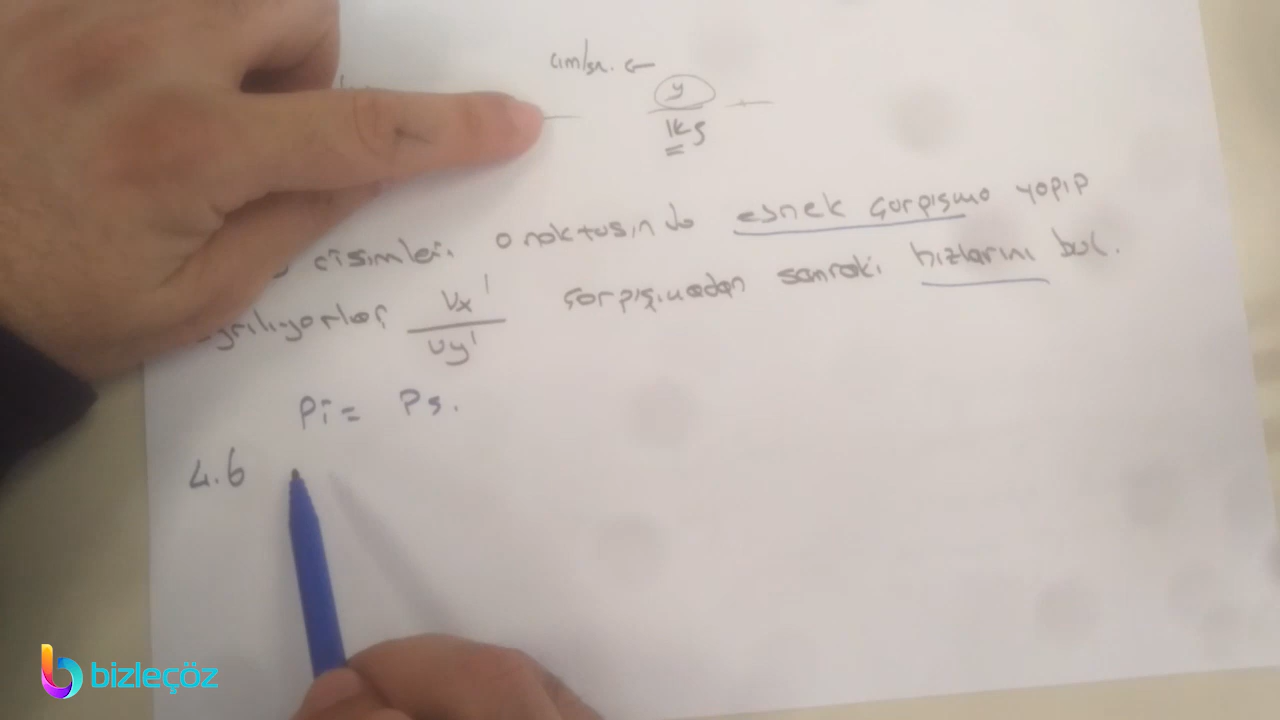 m/sn. ←
y
1kg
cisimler. O noktasında esnek çarpışma yapıp
ayrılıyorlar Vx' çarpışmadan sonraki hızlarını bul.
Vy'
Pi = Ps.
4.6
bizleçöz